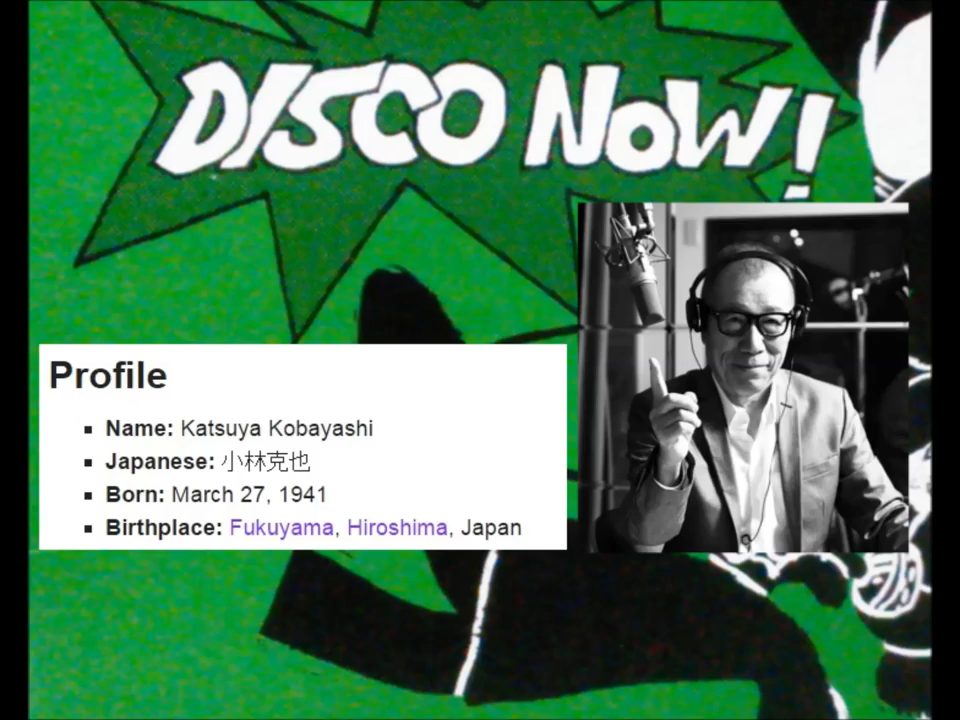 DISCO NOW!
Profile
Name: Katsuya Kobayashi
Japanese: 小林克也
Born: March 27, 1941
Birthplace: Fukuyama, Hiroshima, Japan